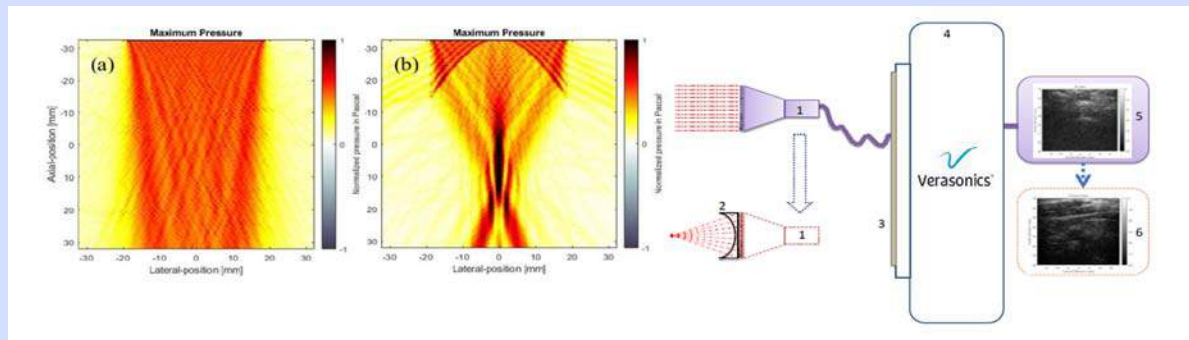 Maximum Pressure
(a)
-30
-20
-10
0
10
20
30
Axial-position [mm]
-30 -20 -10 0 10 20 30
Lateral-position [mm]
1
0
-1
Normalized pressure in Pascal
Maximum Pressure
(b)
-30
-20
-10
0
10
20
30
-30 -20 -10 0 10 20 30
Lateral-position [mm]
1
0
-1
Normalized pressure in Pascal
1
2
1
3
4
Verasonics
5
6